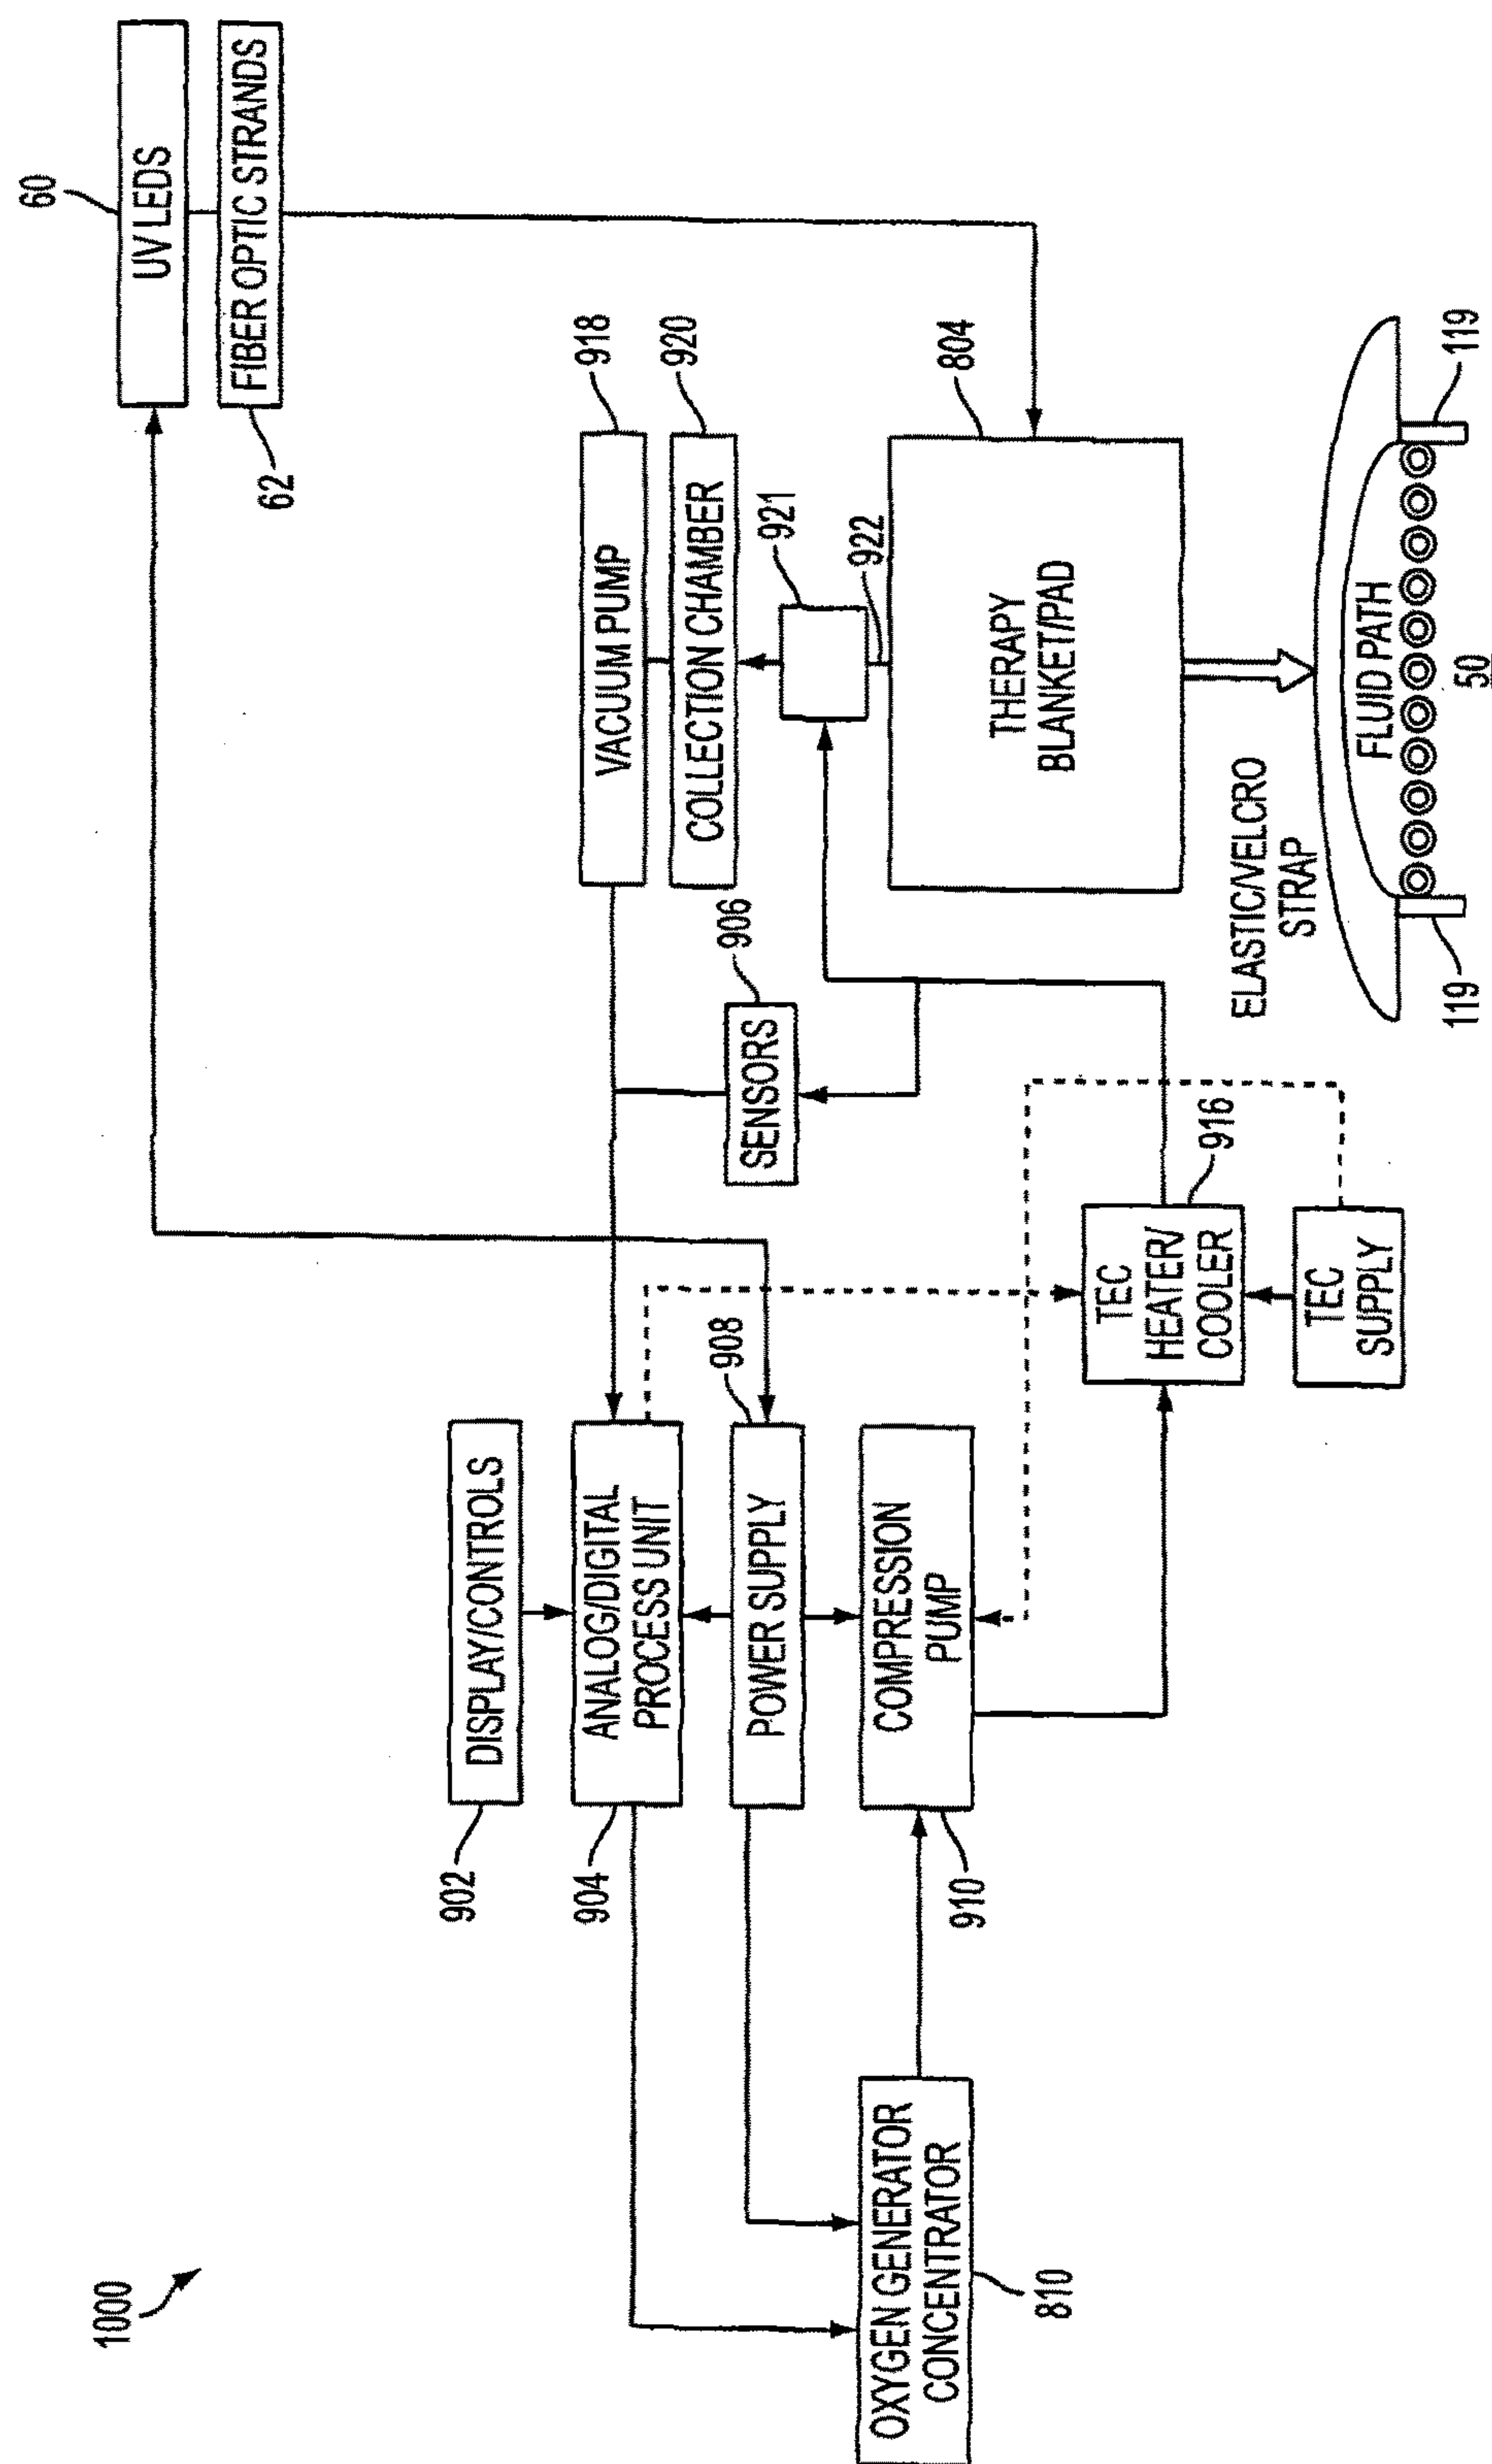 1000
60
UV LEDS
FIBER OPTIC STRANDS
62
902
DISPLAY/CONTROLS
904
ANALOG/DIGITAL
PROCESS UNIT
908
POWER SUPPLY
COMPRESSION
PUMP
910
OXYGEN GENERATOR
CONCENTRATOR
810
SENSORS
906
TEC
HEATER/
COOLER
916
TEC
SUPPLY
VACUUM PUMP
918
COLLECTION CHAMBER
920
921
922
THERAPY
BLANKET/PAD
804
ELASTIC/VELCRO
STRAP
FLUID PATH
119
119
50